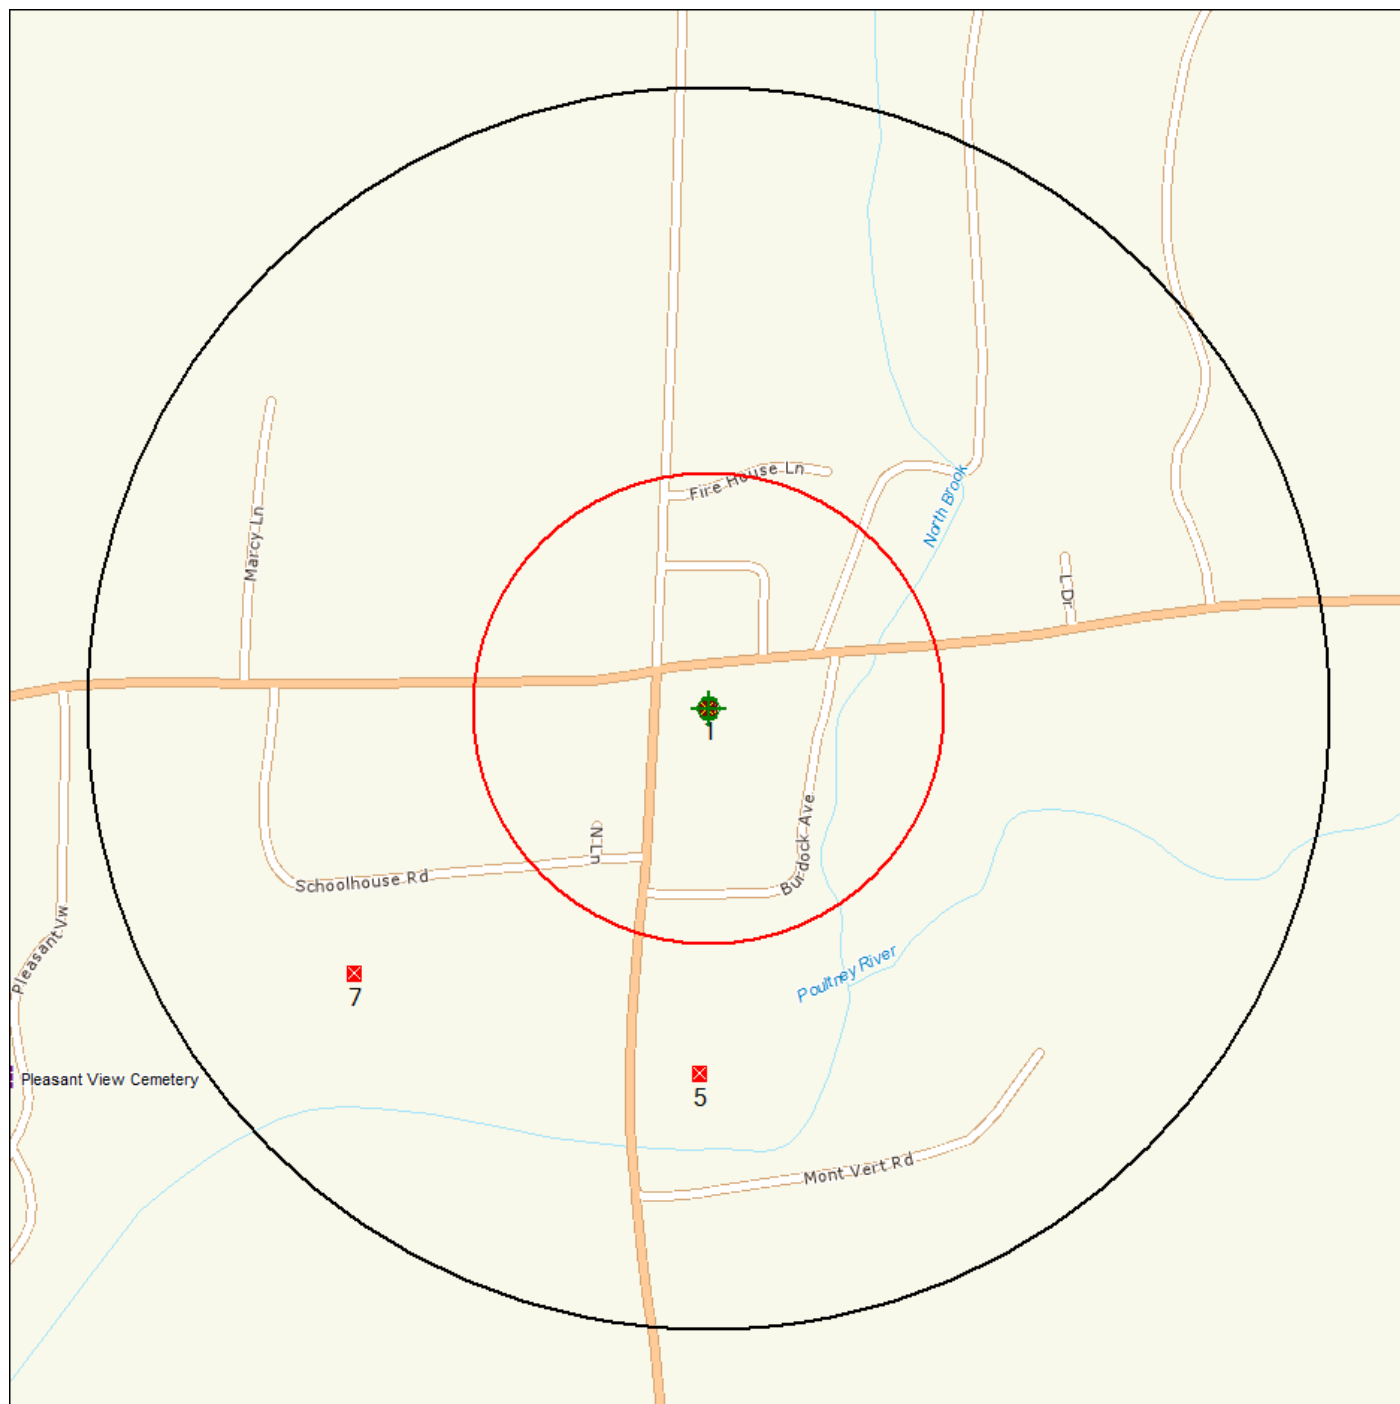 Fire House Ln
North Brook
Marcy Ln
L Dr
1
N Ln
Burdock Ave
Schoolhouse Rd
Pleasant Vw
Poultney River
7
Pleasant View Cemetery
5
Mont Vert Rd